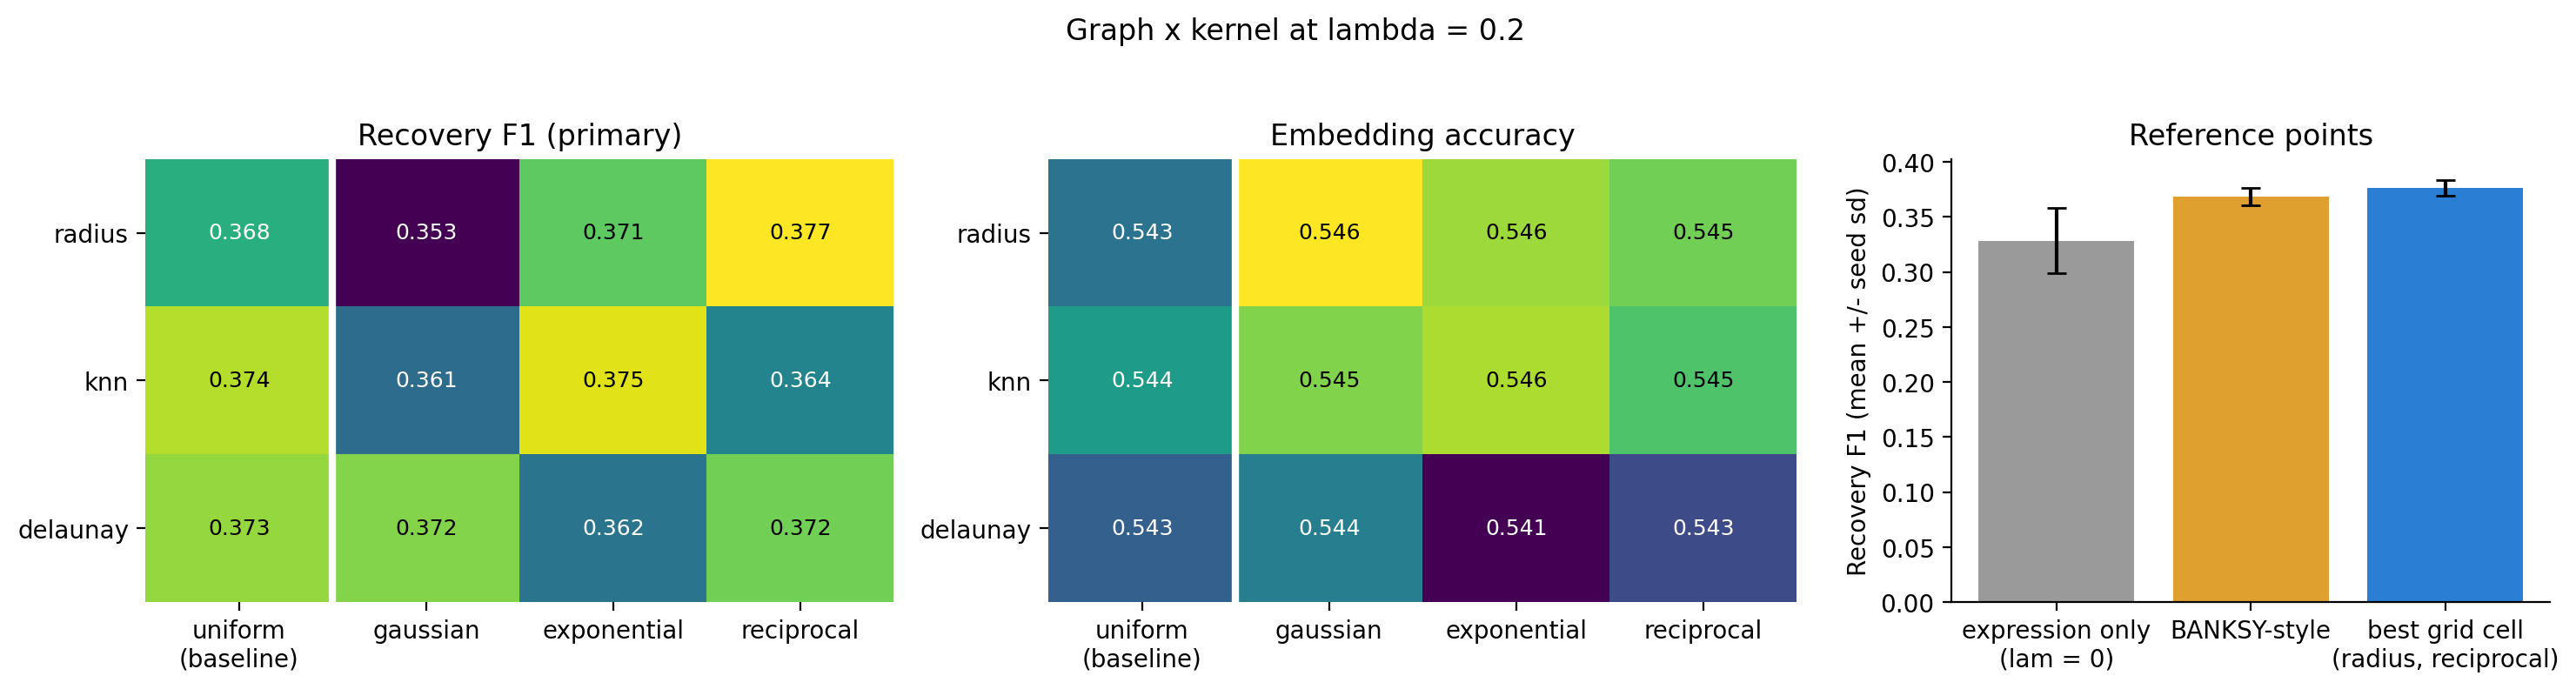 Graph x kernel at lambda = 0.2
Recovery F1 (primary)
radius
0.368 0.353 0.371 0.377
knn
0.374 0.361 0.375 0.364
delaunay
0.373 0.372 0.362 0.372
uniform
(baseline)
gaussian
exponential
reciprocal
Embedding accuracy
radius
0.543 0.546 0.546 0.545
knn
0.544 0.545 0.546 0.545
delaunay
0.543 0.544 0.541 0.543
uniform
(baseline)
gaussian
exponential
reciprocal
Reference points
Recovery F1 (mean +/- seed sd)
0.40
0.35
0.30
0.25
0.20
0.15
0.10
0.05
0.00
expression only
(lam = 0)
BANKSY-style
best grid cell
(radius, reciprocal)